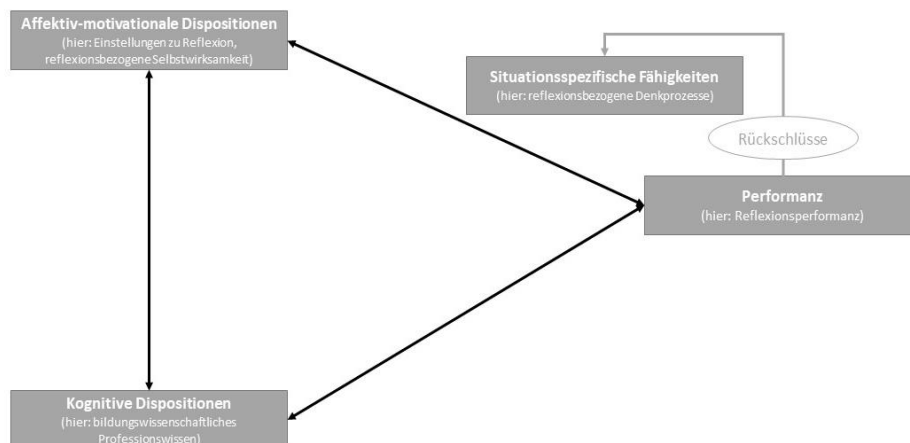 Affektiv-motivationale Dispositionen
(hier: Einstellungen zu Reflexion,
reflexionsbezogene Selbstwirksamkeit)
Situationsspezifische Fähigkeiten
(hier: reflexionsbezogene Denkprozesse)
Rückschlüsse
Performanz
(hier: Reflexionsperformanz)
Kognitive Dispositionen
(hier: bildungswissenschaftliches
Professionswissen)